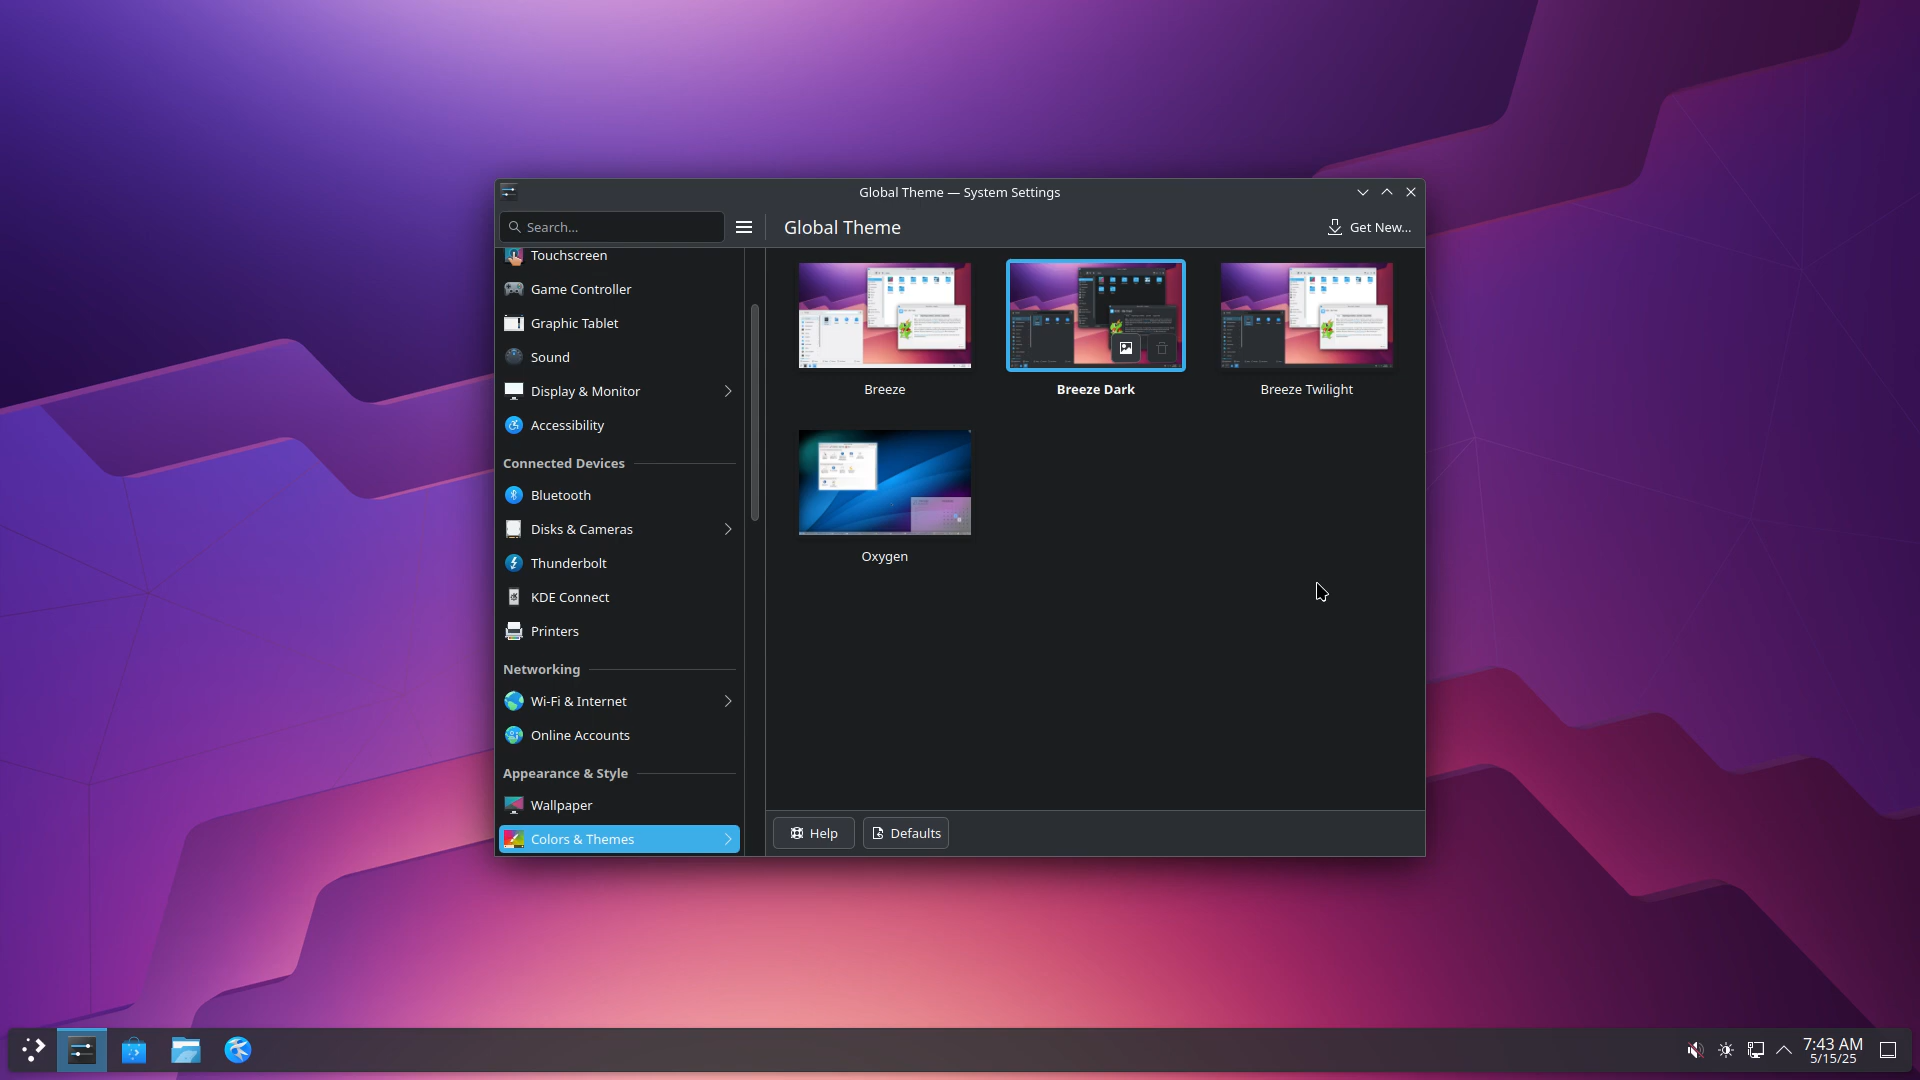 Global Theme — System Settings
Search...
Global Theme
Get New...
Touchscreen
Game Controller
Graphic Tablet
Sound
Display & Monitor
Accessibility
Connected Devices
Bluetooth
Disks & Cameras
Thunderbolt
KDE Connect
Printers
Networking
Wi-Fi & Internet
Online Accounts
Appearance & Style
Wallpaper
Colors & Themes
Breeze
Breeze Dark
Breeze Twilight
Oxygen
Help
Defaults
7:43 AM
5/15/25